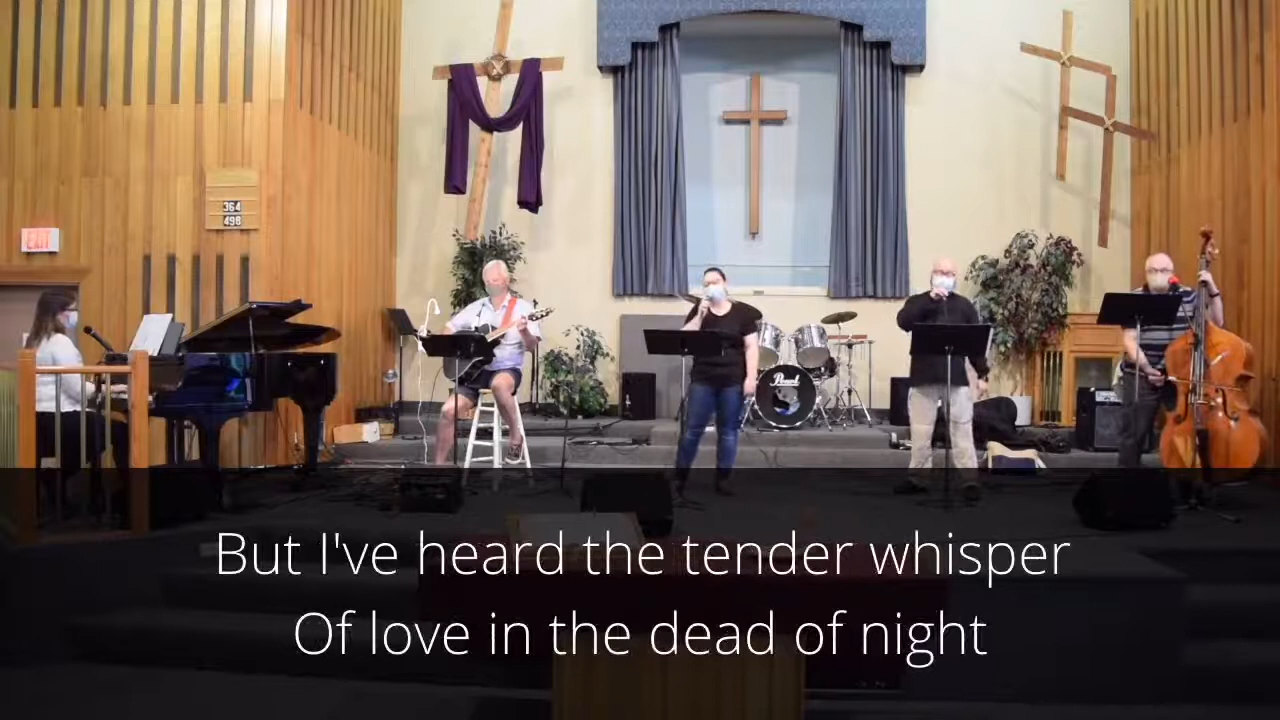 364
498
EXIT
Pearl
But I've heard the tender whisper
Of love in the dead of night